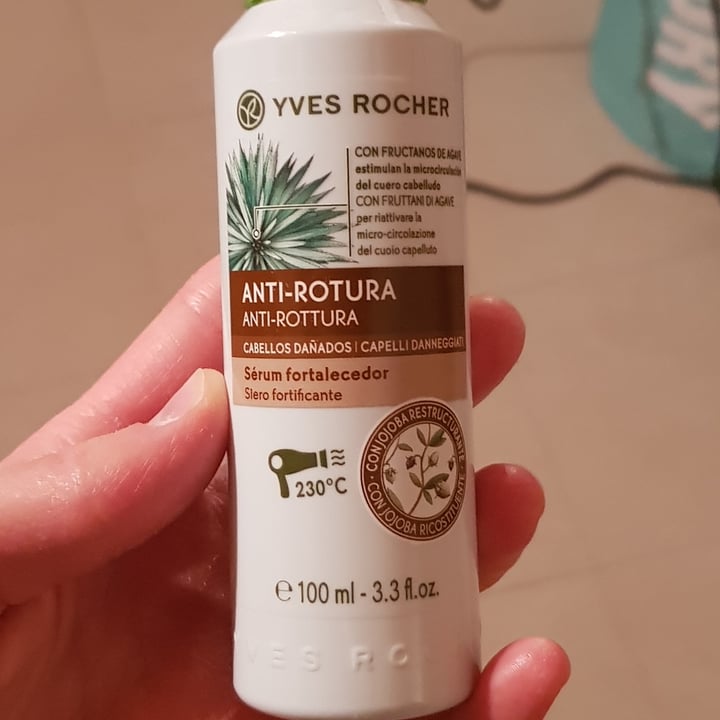 YVES ROCHER
CON FRUCTANOS DE AGAVE
estimulan la microcirculación
del cuero cabelludo
CON FRUTTANI DI AGAVE
per riattivare la
micro-circolazione
del cuoio capelluto
ANTI-ROTURA
ANTI-ROTTURA
CABELLOS DAÑADOS | CAPELLI DANNEGGIATI
Sérum fortalecedor
Siero fortificante
230°C
CON JOJOBA RESTRUCTURANTE
CON JOJOBA RICOSTITUENTE
℮ 100 ml - 3.3 fl.oz.
YVES RO